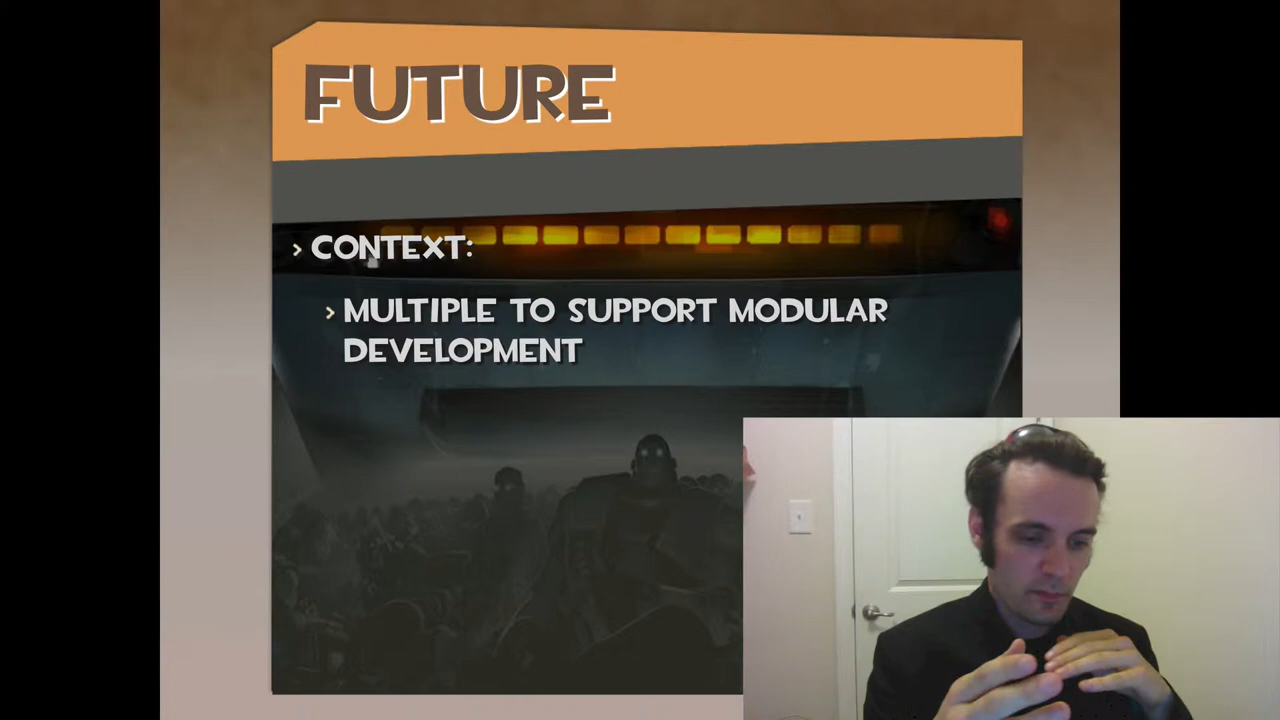 FUTURE
› CONTEXT:
› MULTIPLE TO SUPPORT MODULAR
DEVELOPMENT